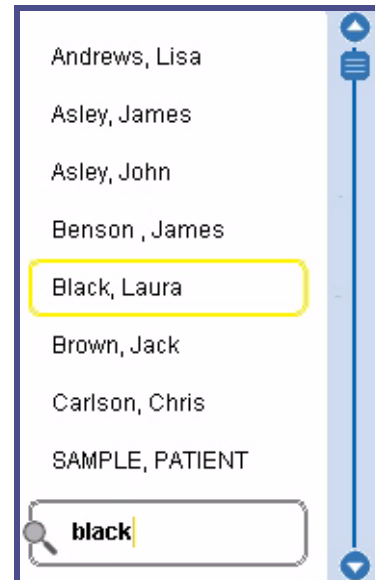 Andrews, Lisa
Asley, James
Asley, John
Benson , James
Black, Laura
Brown, Jack
Carlson, Chris
SAMPLE, PATIENT
black